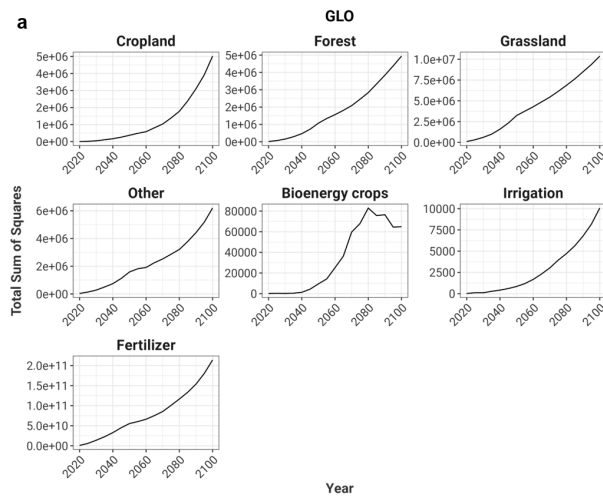 a
GLO
Cropland
Forest
Grassland
5e+06
4e+06
3e+06
2e+06
1e+06
0e+00
2020
2040
2060
2080
2100
5e+06
4e+06
3e+06
2e+06
1e+06
0e+00
2020
2040
2060
2080
2100
1.0e+07
7.5e+06
5.0e+06
2.5e+06
0.0e+00
2020
2040
2060
2080
2100
Total Sum of Squares
Other
Bioenergy crops
Irrigation
6e+06
4e+06
2e+06
0e+00
2020
2040
2060
2080
2100
80000
60000
40000
20000
0
2020
2040
2060
2080
2100
10000
7500
5000
2500
0
2020
2040
2060
2080
2100
Fertilizer
2.0e+11
1.5e+11
1.0e+11
5.0e+10
0.0e+00
2020
2040
2060
2080
2100
Year